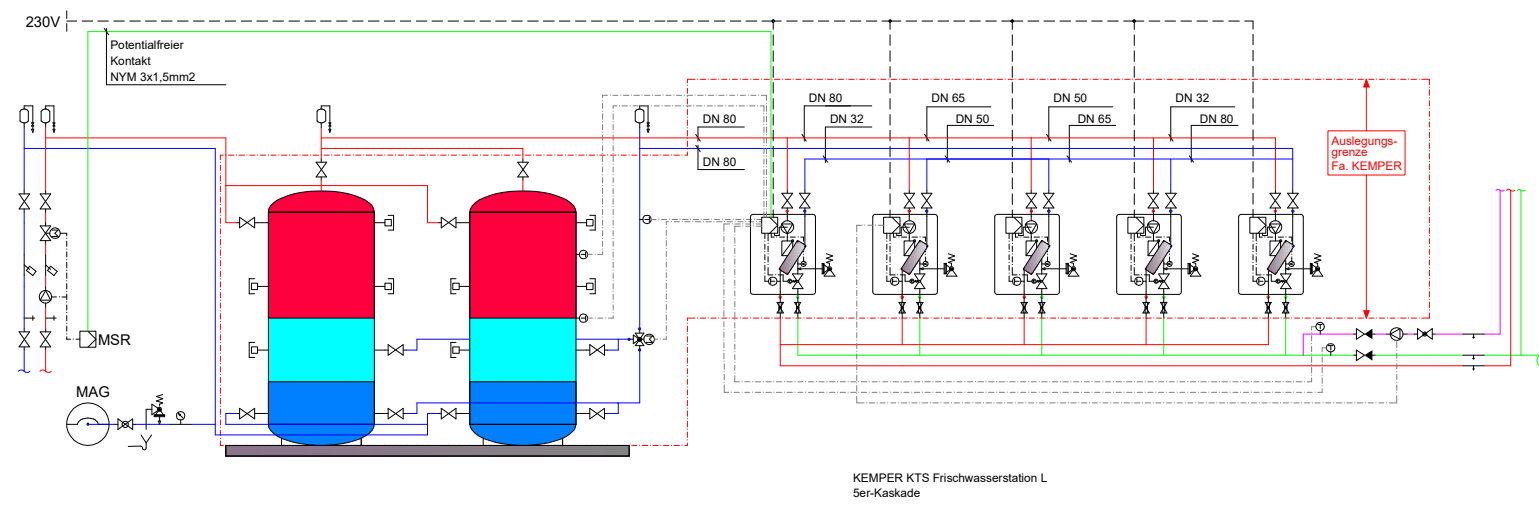 230V
Potentialfreier
Kontakt
NYM 3x1,5mm2
DN 80
DN 65
DN 50
DN 32
DN 80
DN 32
DN 50
DN 65
DN 80
DN 80
Auslegungs-
grenze
Fa. KEMPER
MSR
MAG
KEMPER KTS Frischwasserstation L
5er-Kaskade